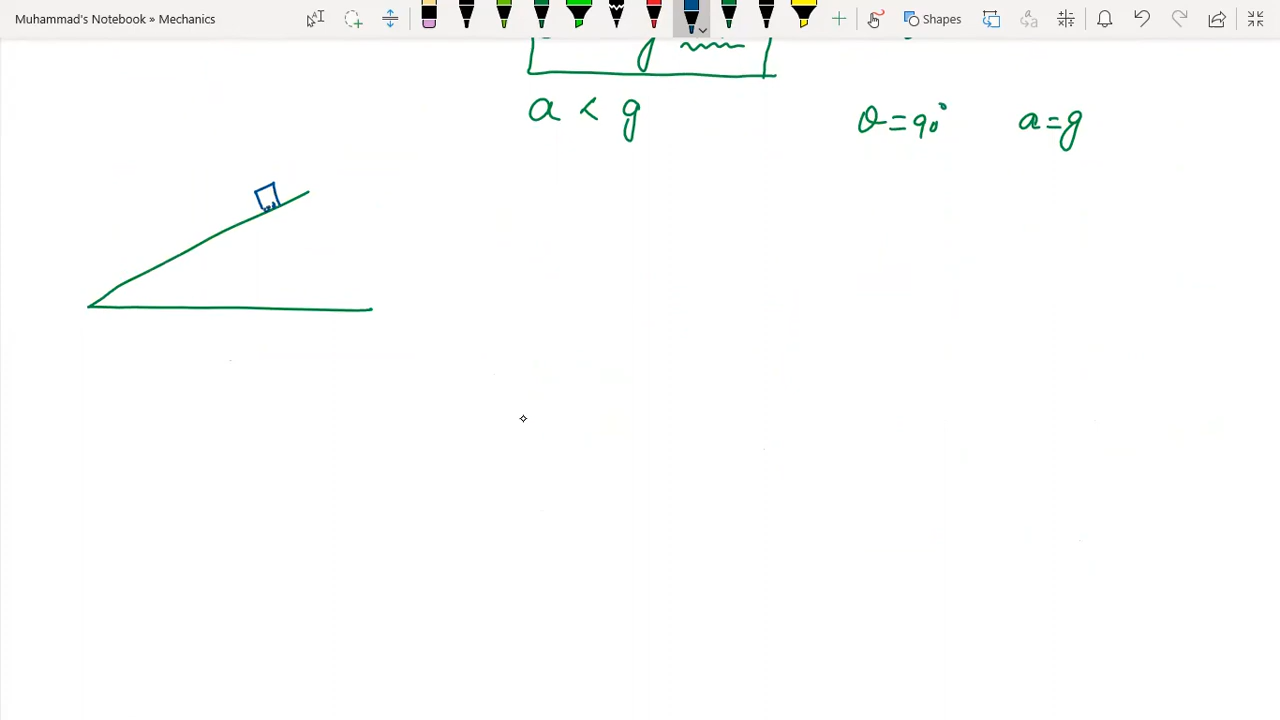 Muhammad's Notebook » Mechanics
Shapes
g
a < g
θ = 90° a = g